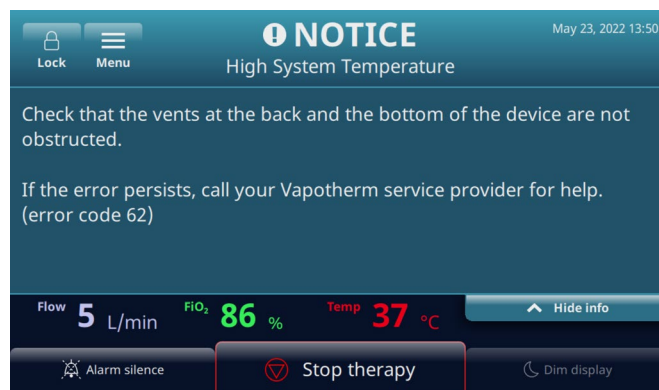 Lock
Menu
NOTICE
High System Temperature
May 23, 2022 13:50
Check that the vents at the back and the bottom of the device are not
obstructed.
If the error persists, call your Vapotherm service provider for help.
(error code 62)
Flow 5 L/min
FiO₂ 86 %
Temp 37 °C
Hide info
Alarm silence
Stop therapy
Dim display